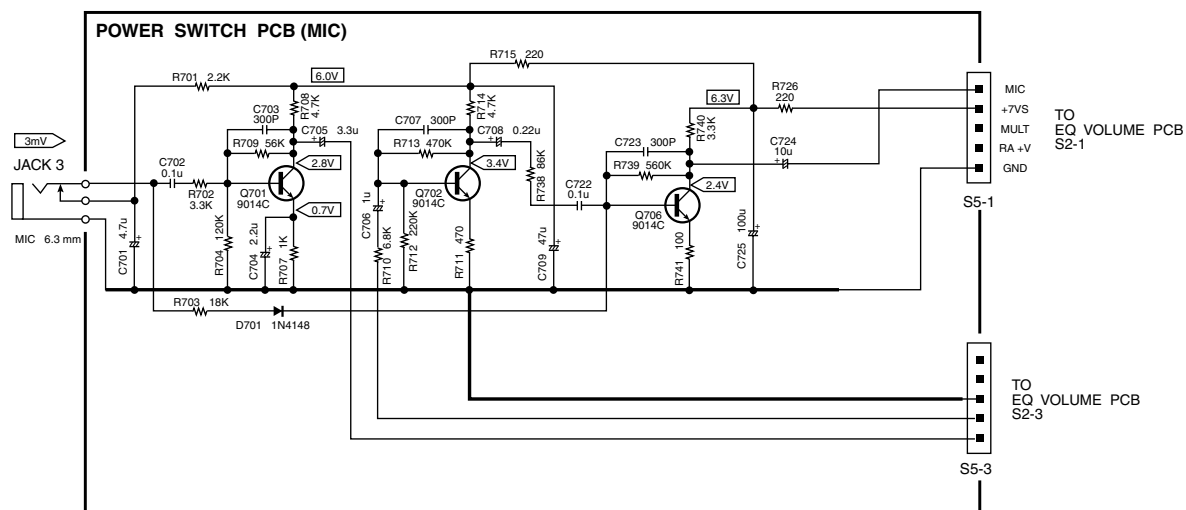 POWER SWITCH PCB (MIC)
R715 220
R701 2.2K
6.0V
R708 4.7K
R714 4.7K
6.3V
R726 220
MIC
+7VS
MULT
RA +V
GND
TO
EQ VOLUME PCB
S2-1
S5-1
3mV
JACK 3
MIC 6.3 mm
C703 300P
C705 3.3u
R709 56K
C707 300P
C708 0.22u
R713 470K
R740 3.3K
C723 300P
C724 10u
R739 560K
C702 0.1u
R702 3.3K
2.8V
Q701 9014C
0.7V
3.4V
Q702 9014C
R738 86K
C722 0.1u
2.4V
Q706 9014C
C701 4.7u
R704 120K
C704 2.2u
R707 1K
C706 1u
R710 6.8K
R712 220K
R711 470
C709 47u
R741 100
C725 100u
R703 18K
D701 1N4148
TO
EQ VOLUME PCB
S2-3
S5-3